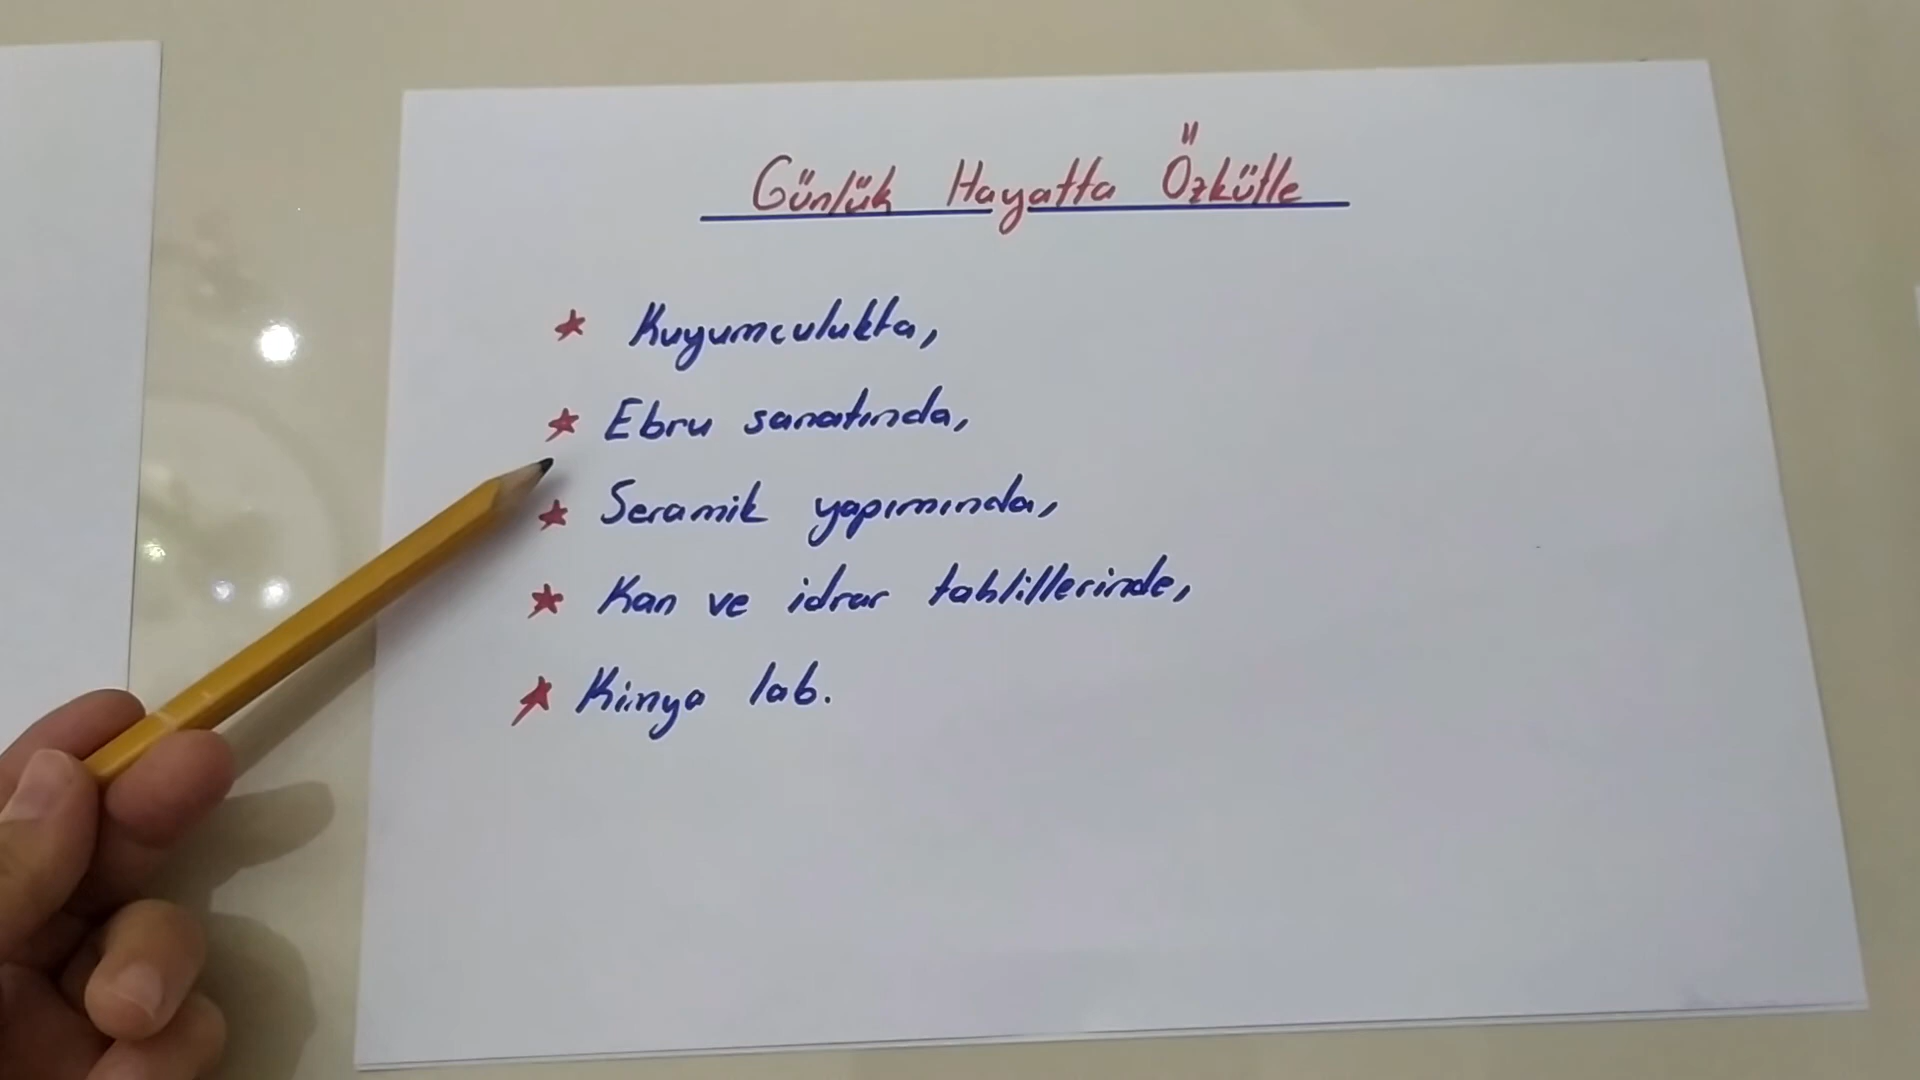 Günlük Hayatta Özkütle
★ Kuyumculukta,
★ Ebru sanatında,
★ Seramik yapımında,
★ Kan ve idrar tahlillerinde,
★ Kimya lab.